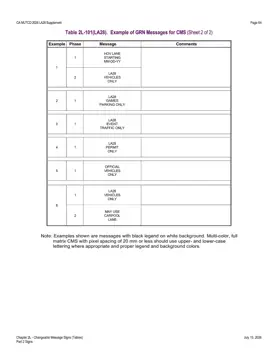 CA MUTCD 2026 LA28 Supplement
Page 84
Table 2L-101(LA28). Example of GRN Messages for CMS (Sheet 2 of 2)
Example Phase Message Comments
1
1
HOV LANE
STARTING
MM/DD-YY
2
LA28
VEHICLES
ONLY
2
1
LA28
GAMES
PARKING ONLY
3
1
LA28
EVENT
TRAFFIC ONLY
4
1
LA28
PERMIT
ONLY
5
1
OFFICIAL
VEHICLES
ONLY
6
1
LA28
VEHICLES
ONLY
2
MAY USE
CARPOOL
LANE
Note: Examples shown are messages with black legend on white background. Multi-color, full
matrix CMS with pixel spacing of 20 mm or less should use upper- and lower-case
lettering where appropriate and proper legend and background colors.
Chapter 2L - Changeable Message Signs (Tables)
Part 2 Signs